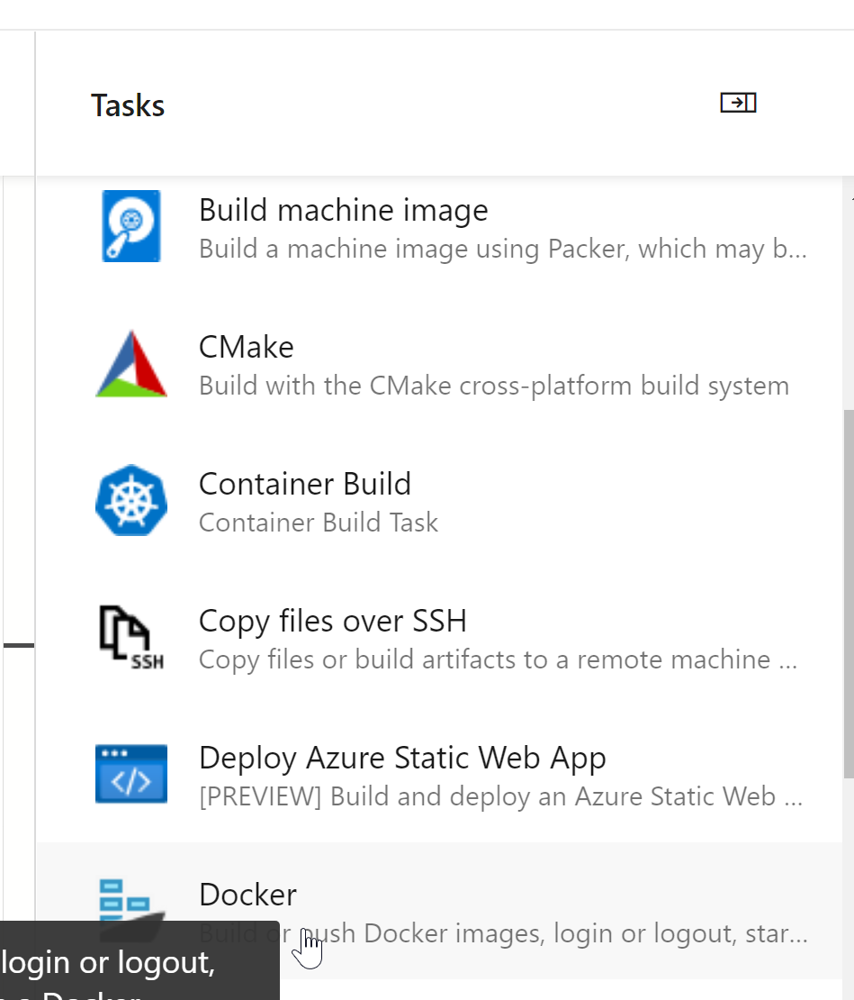 Tasks
Build machine image
Build a machine image using Packer, which may b...
CMake
Build with the CMake cross-platform build system
Container Build
Container Build Task
SSH
Copy files over SSH
Copy files or build artifacts to a remote machine ...
</>
Deploy Azure Static Web App
[PREVIEW] Build and deploy an Azure Static Web ...
Docker
Build or push Docker images, login or logout, star...
login or logout,
a Docker